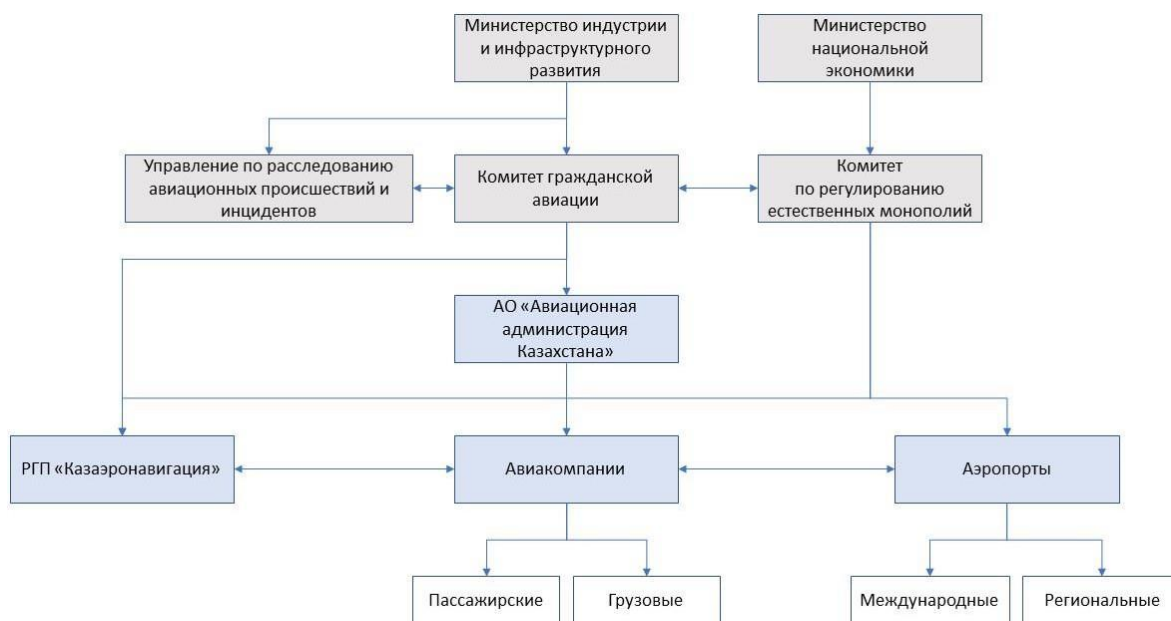 Министерство индустрии
и инфраструктурного
развития
Министерство
национальной
экономики
Управление по расследованию
авиационных происшествий и
инцидентов
Комитет гражданской
авиации
Комитет
по регулированию
естественных монополий
АО «Авиационная
администрация
Казахстана»
РГП «Казаэронавигация»
Авиакомпании
Аэропорты
Пассажирские
Грузовые
Международные
Региональные